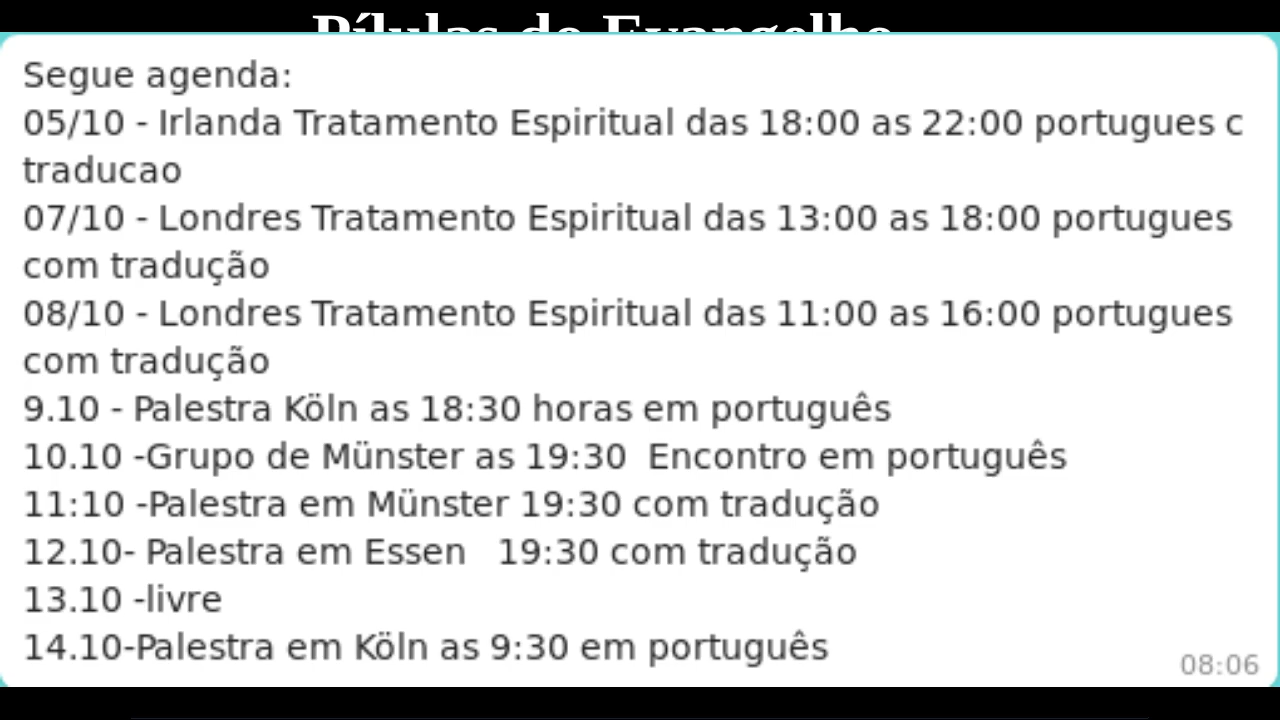 Pílulas do Evangelho
Segue agenda:
05/10 - Irlanda Tratamento Espiritual das 18:00 as 22:00 portugues c
traducao
07/10 - Londres Tratamento Espiritual das 13:00 as 18:00 portugues
com tradução
08/10 - Londres Tratamento Espiritual das 11:00 as 16:00 portugues
com tradução
9.10 - Palestra Köln as 18:30 horas em português
10.10 -Grupo de Münster as 19:30  Encontro em português
11:10 -Palestra em Münster 19:30 com tradução
12.10- Palestra em Essen   19:30 com tradução
13.10 -livre
14.10-Palestra em Köln as 9:30 em português
08:06